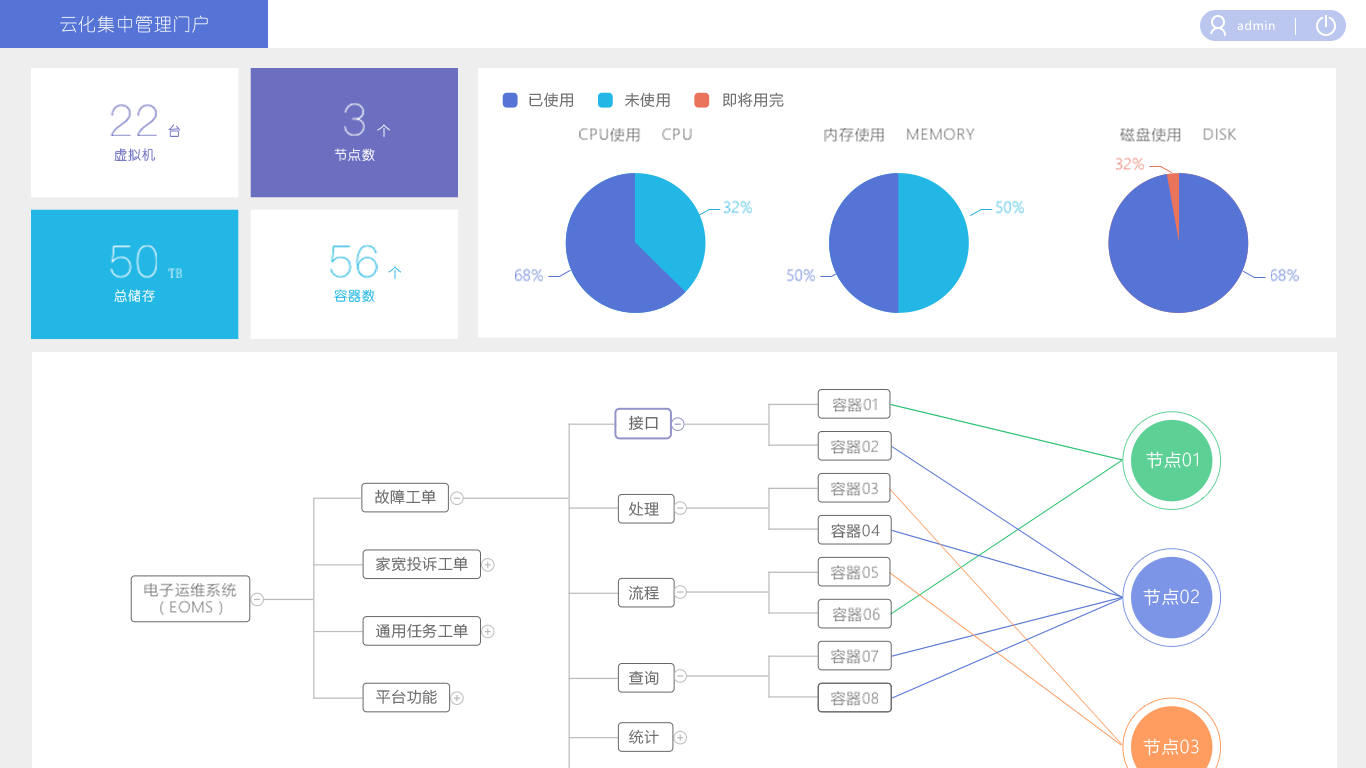 云化集中管理门户
admin
22 台
虚拟机
3 个
节点数
50 TB
总储存
56 个
容器数
已使用 未使用 即将用完
CPU使用 CPU
32%
68%
内存使用 MEMORY
50%
50%
磁盘使用 DISK
32%
68%
电子运维系统
（EOMS）
故障工单
家宽投诉工单
通用任务工单
平台功能
接口
处理
流程
查询
统计
容器01
容器02
容器03
容器04
容器05
容器06
容器07
容器08
节点01
节点02
节点03